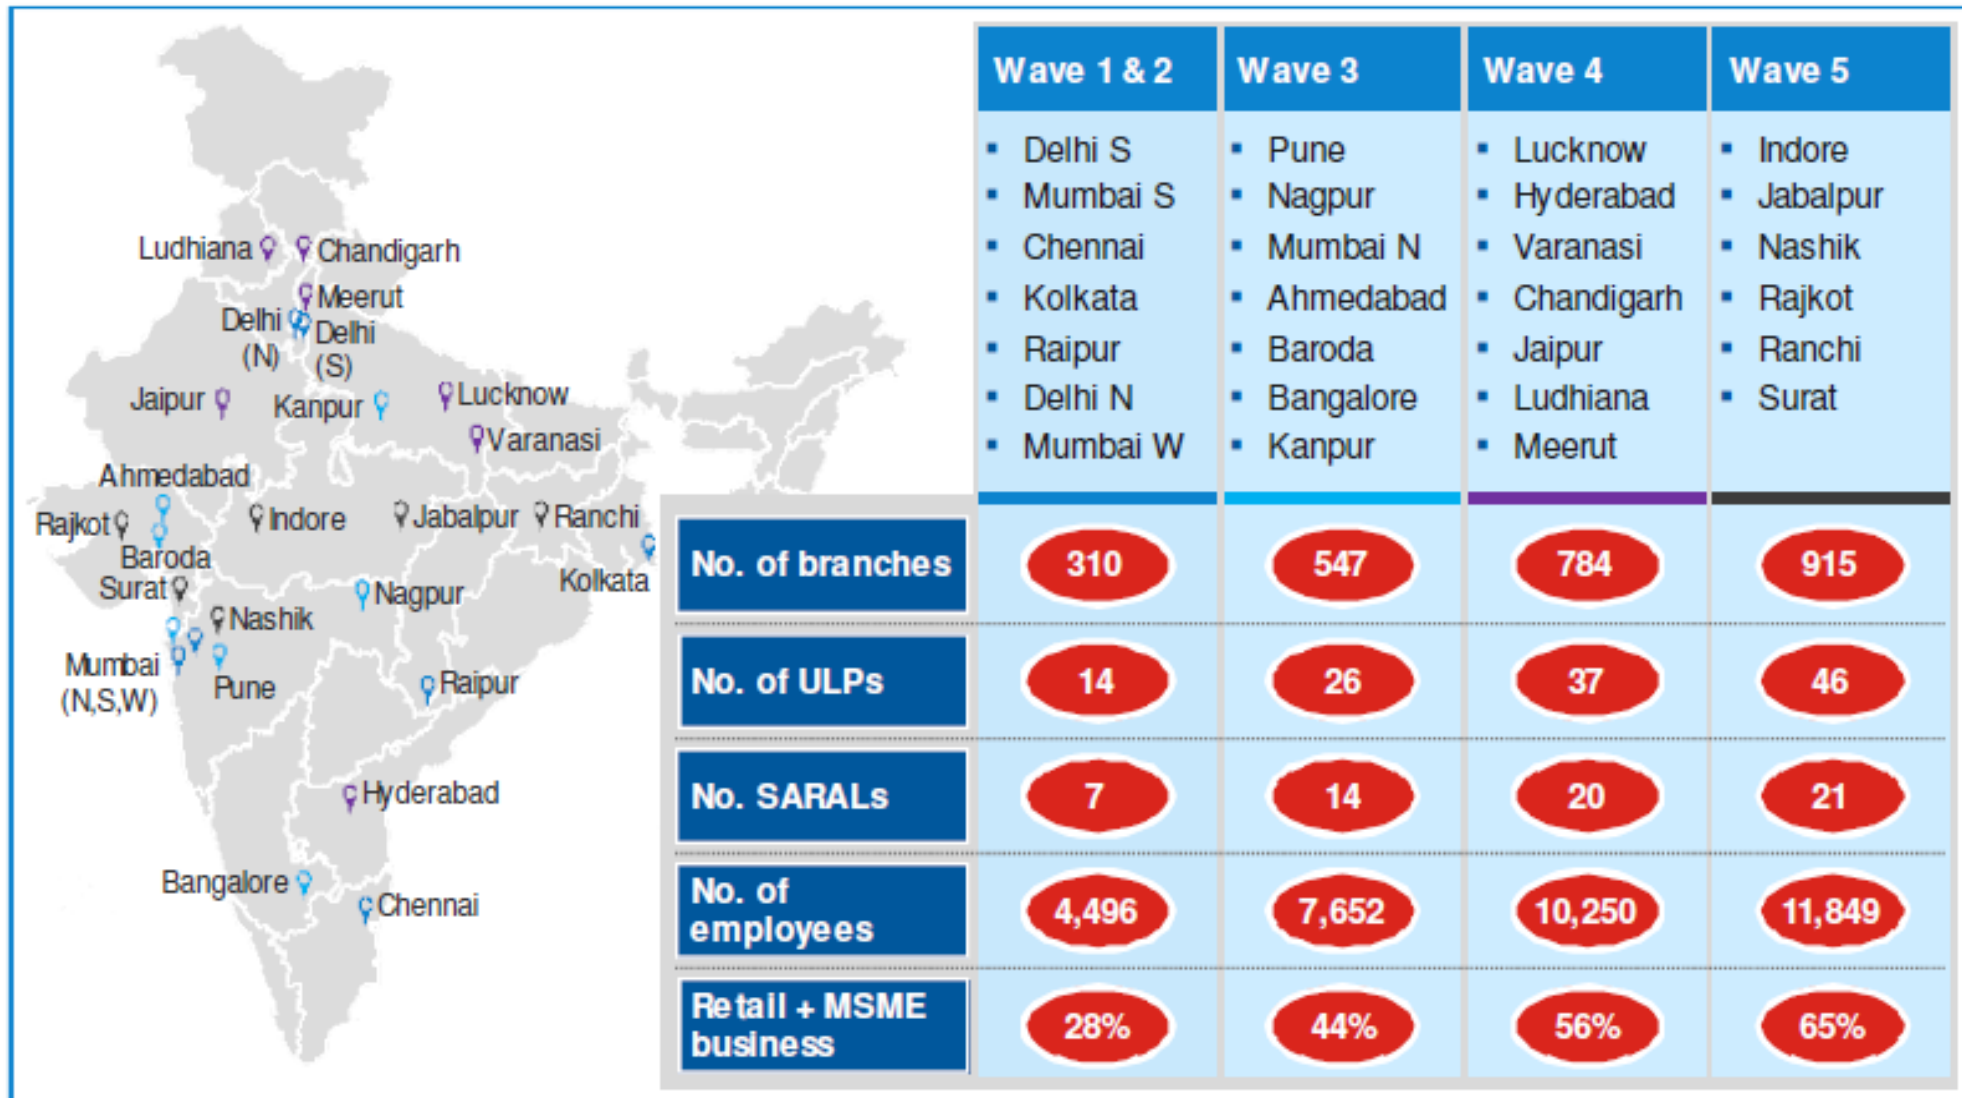 Ludhiana
Chandigarh
Meerut
Delhi
(N)
Delhi
(S)
Jaipur
Kanpur
Lucknow
Varanasi
Ahmedabad
Rajkot
Indore
Jabalpur
Ranchi
Baroda
Surat
Kolkata
Nagpur
Nashik
Mumbai
(N,S,W)
Pune
Raipur
Hyderabad
Bangalore
Chennai
Wave 1 & 2 Wave 3 Wave 4 Wave 5
▪ Delhi S ▪ Pune ▪ Lucknow ▪ Indore
▪ Mumbai S ▪ Nagpur ▪ Hyderabad ▪ Jabalpur
▪ Chennai ▪ Mumbai N ▪ Varanasi ▪ Nashik
▪ Kolkata ▪ Ahmedabad ▪ Chandigarh ▪ Rajkot
▪ Raipur ▪ Baroda ▪ Jaipur ▪ Ranchi
▪ Delhi N ▪ Bangalore ▪ Ludhiana ▪ Surat
▪ Mumbai W ▪ Kanpur ▪ Meerut
No. of branches 310 547 784 915
No. of ULPs 14 26 37 46
No. SARALs 7 14 20 21
No. of
employees 4,496 7,652 10,250 11,849
Retail + MSME
business 28% 44% 56% 65%